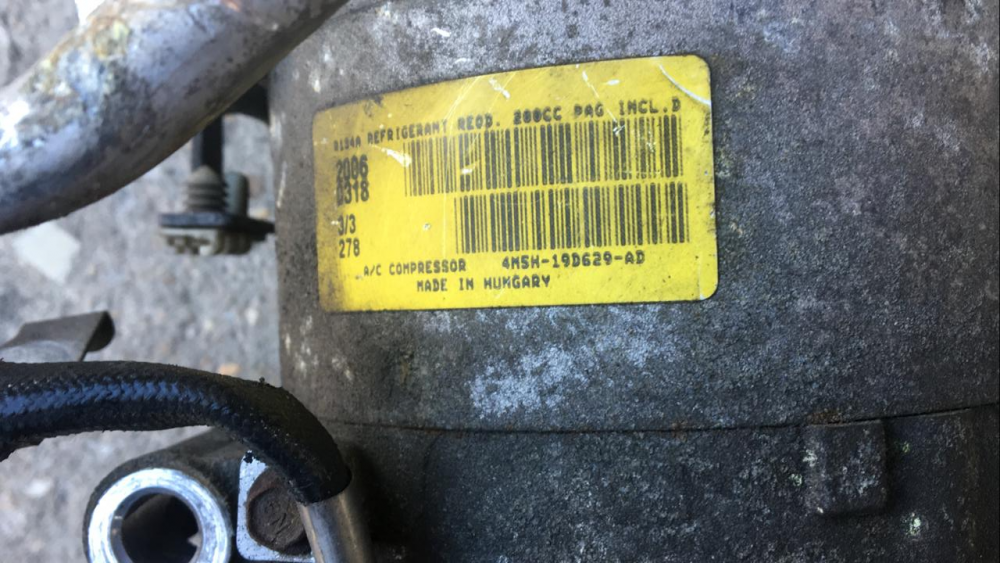 R134A REFRIGERANT REQD. 200CC PAG INCL.D
2006
0318
3/3
278
A/C COMPRESSOR 4M5H-19D629-AD
MADE IN HUNGARY